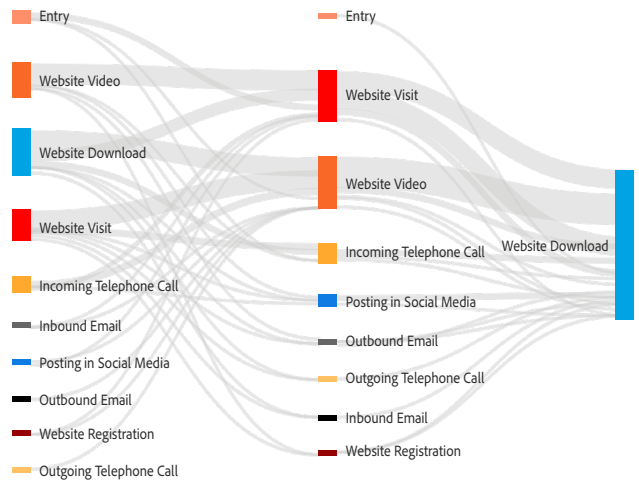 Entry
Website Video
Website Download
Website Visit
Incoming Telephone Call
Inbound Email
Posting in Social Media
Outbound Email
Website Registration
Outgoing Telephone Call
Entry
Website Visit
Website Video
Incoming Telephone Call
Posting in Social Media
Outbound Email
Outgoing Telephone Call
Inbound Email
Website Registration
Website Download